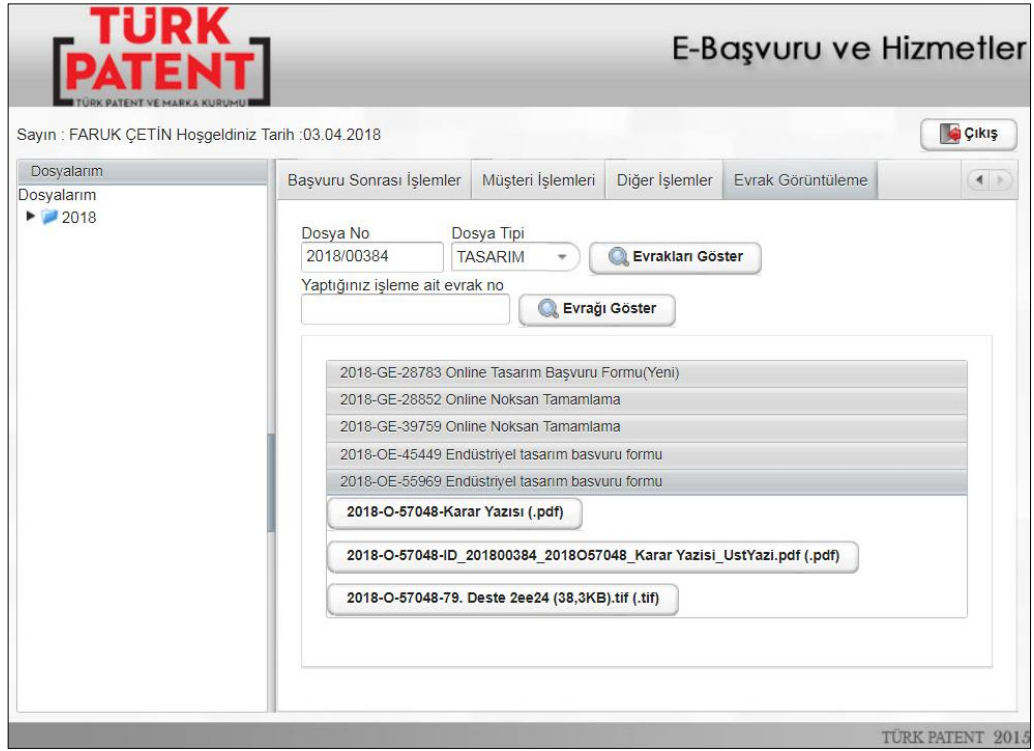 TÜRK
PATENT
TÜRK PATENT VE MARKA KURUMU
E-Başvuru ve Hizmetler
Sayın : FARUK ÇETİN Hoşgeldiniz Tarih :03.04.2018
Çıkış
Dosyalarım
Dosyalarım
2018
Başvuru Sonrası İşlemler
Müşteri İşlemleri
Diğer İşlemler
Evrak Görüntüleme
Dosya No
Dosya Tipi
2018/00384
TASARIM
Evrakları Göster
Yaptığınız işleme ait evrak no
Evrağı Göster
2018-GE-28783 Online Tasarım Başvuru Formu(Yeni)
2018-GE-28852 Online Noksan Tamamlama
2018-GE-39759 Online Noksan Tamamlama
2018-OE-45449 Endüstriyel tasarım basvuru formu
2018-OE-55969 Endüstriyel tasarım basvuru formu
2018-O-57048-Karar Yazısı (.pdf)
2018-O-57048-ID_201800384_2018O57048_Karar Yazisi_UstYazi.pdf (.pdf)
2018-O-57048-79. Deste 2ee24 (38,3KB).tif (.tif)
TÜRK PATENT 2015